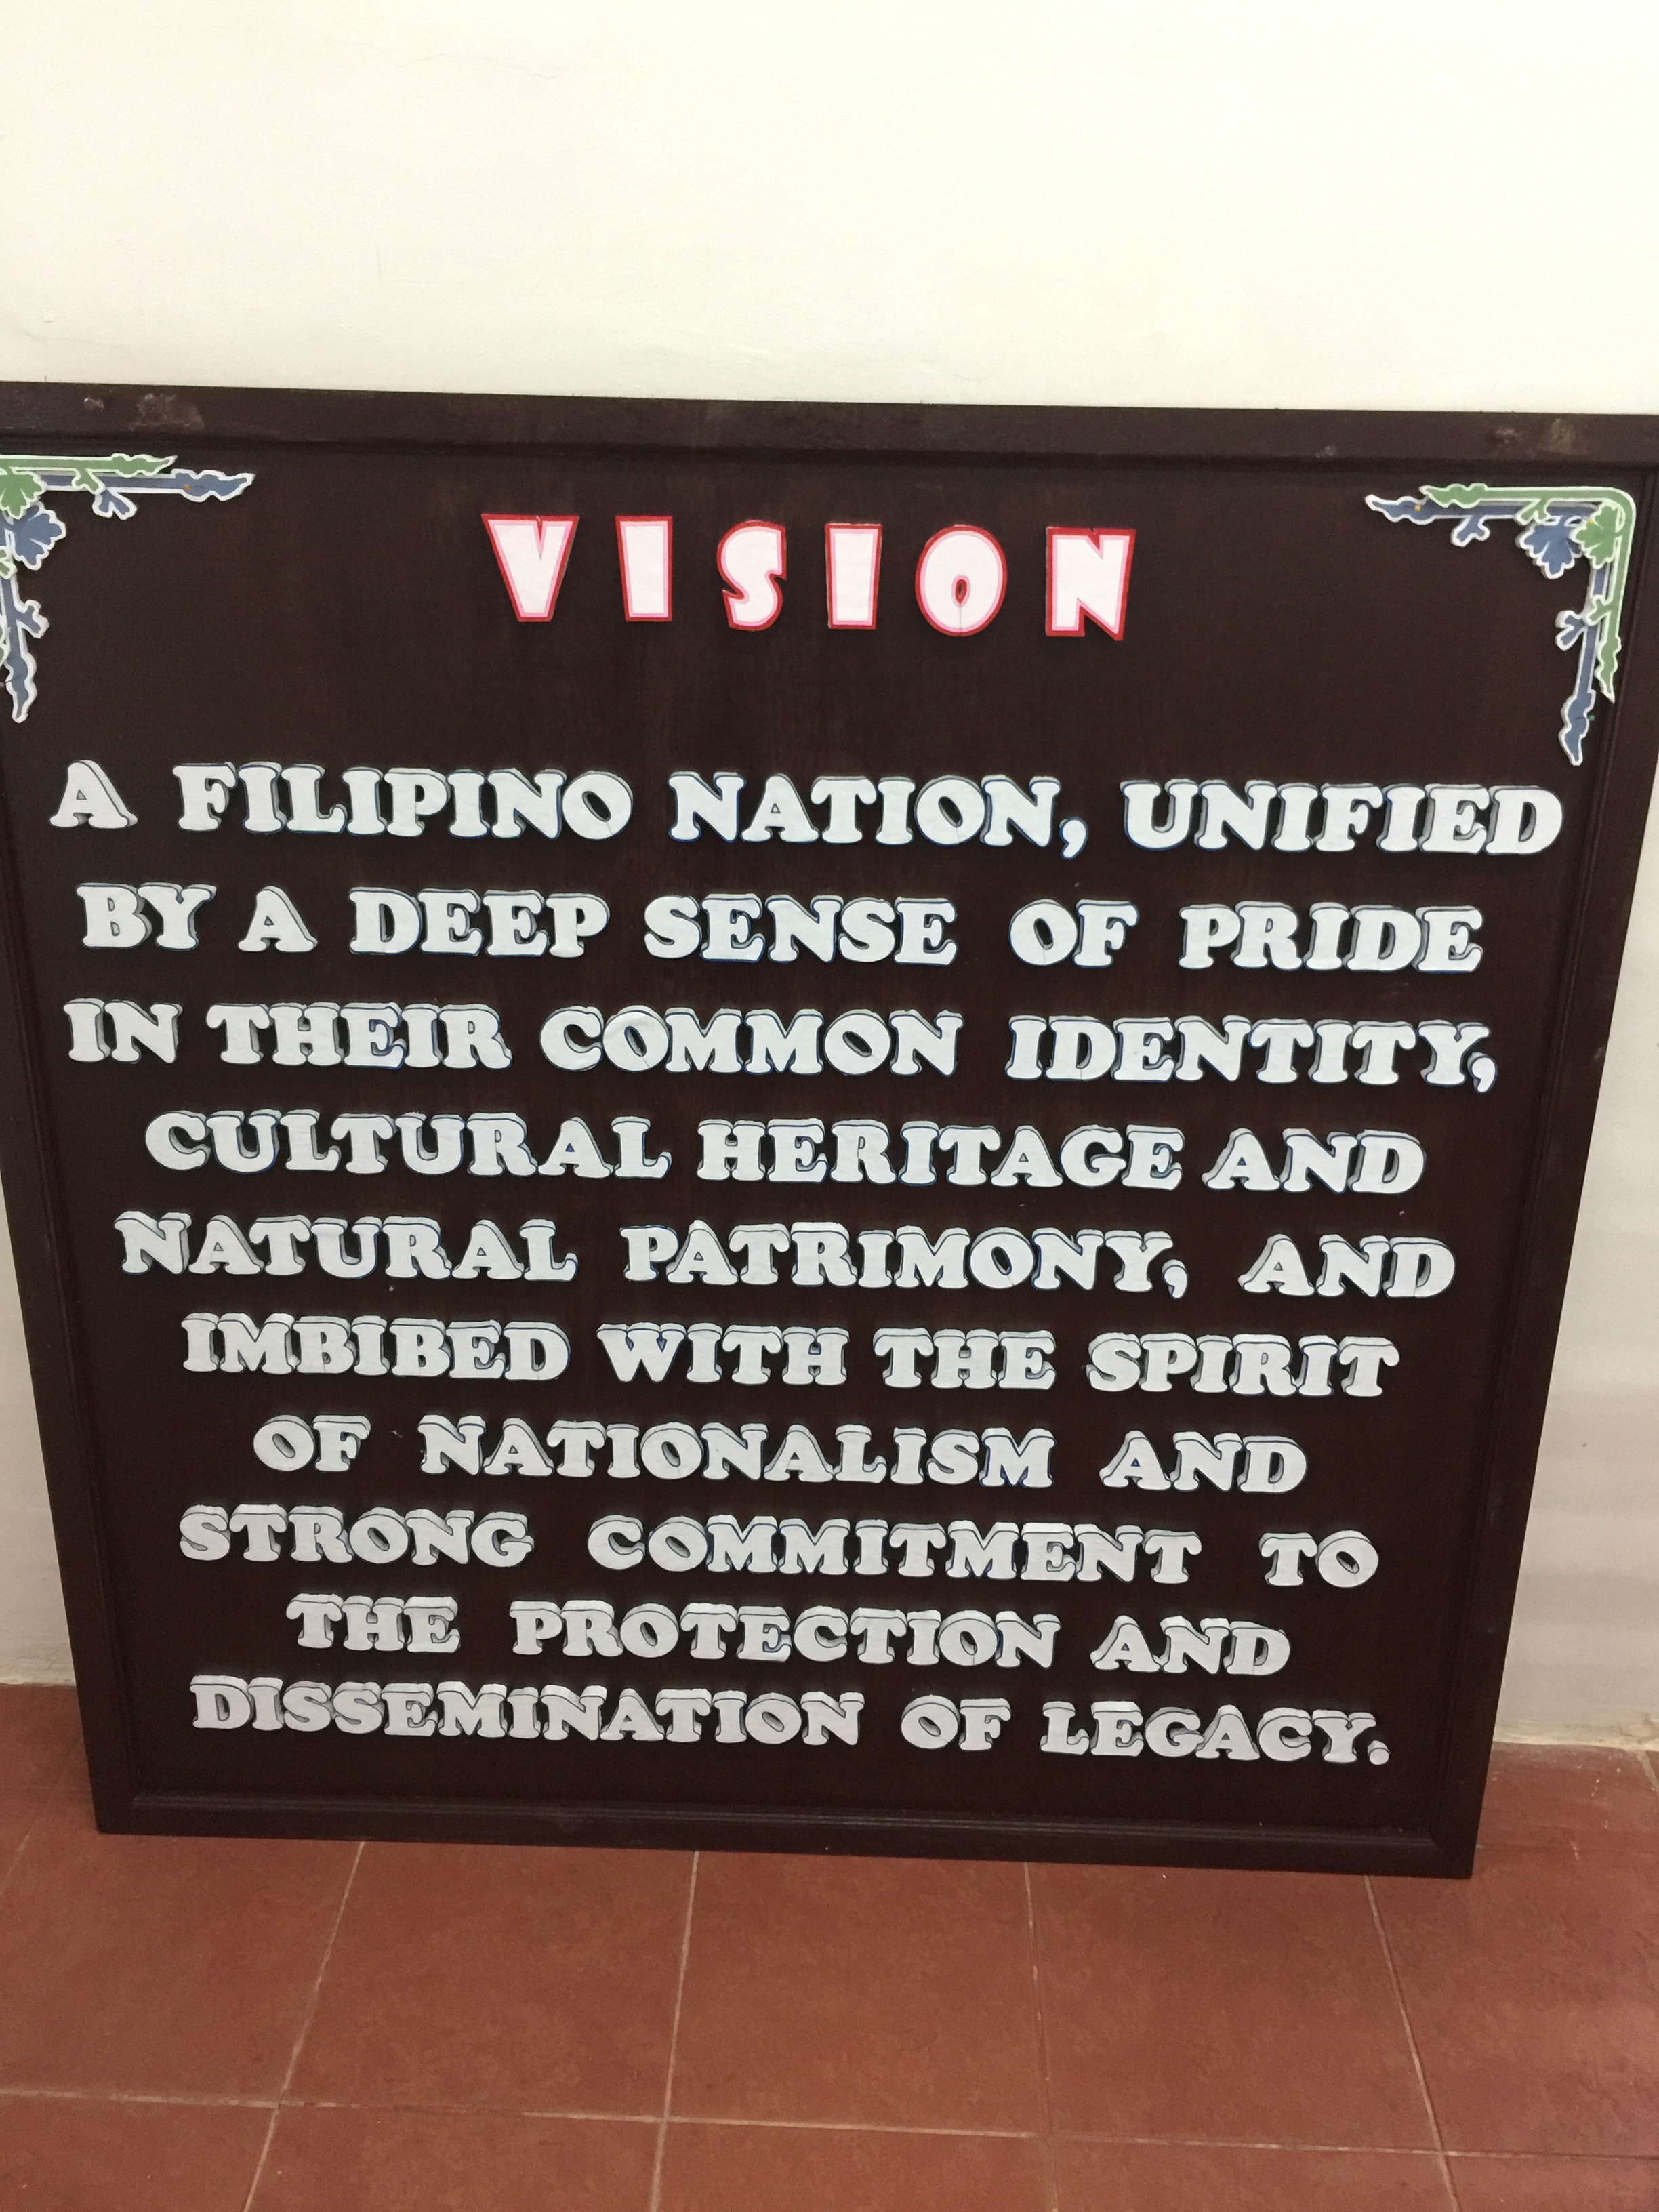 VISION
A FILIPINO NATION, UNIFIED
BY A DEEP SENSE OF PRIDE
IN THEIR COMMON IDENTITY,
CULTURAL HERITAGE AND
NATURAL PATRIMONY, AND
IMBIBED WITH THE SPIRIT
OF NATIONALISM AND
STRONG COMMITMENT TO
THE PROTECTION AND
DISSEMINATION OF LEGACY.